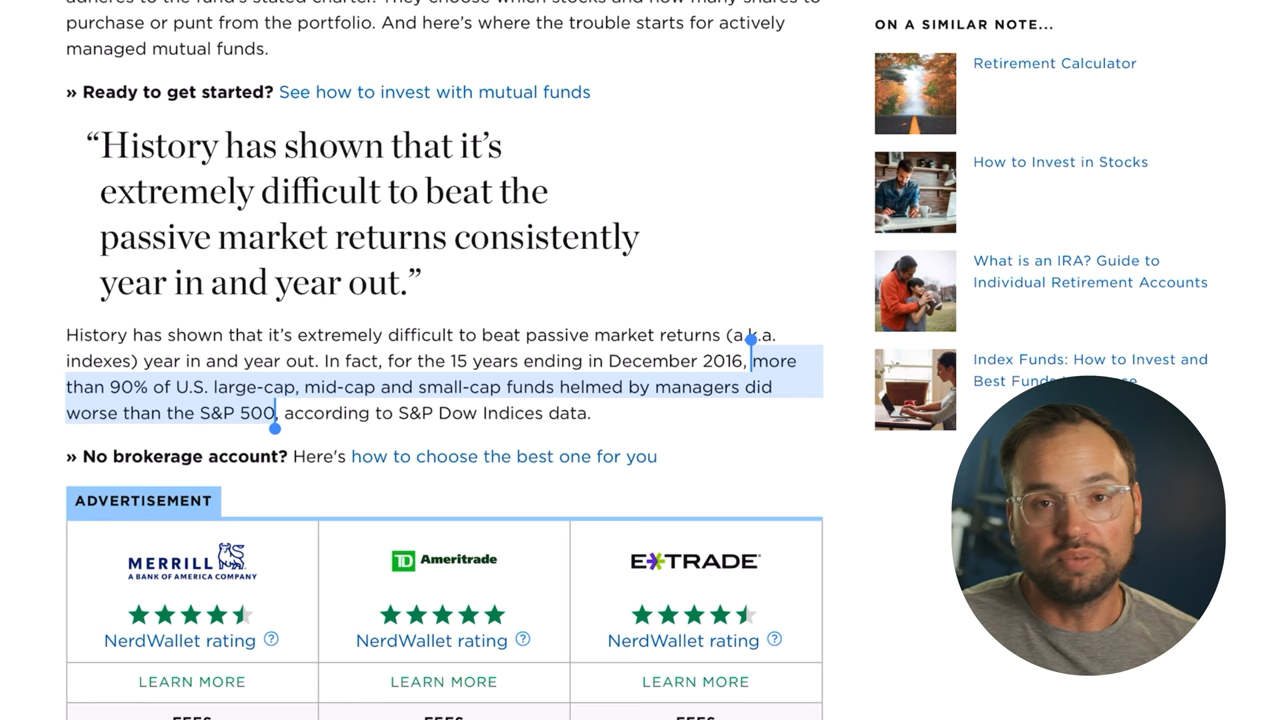 adheres to the fund's stated charter. They choose which stocks and how many shares to
purchase or punt from the portfolio. And here's where the trouble starts for actively
managed mutual funds.
» Ready to get started? See how to invest with mutual funds
“History has shown that it’s
extremely difficult to beat the
passive market returns consistently
year in and year out.”
History has shown that it’s extremely difficult to beat passive market returns (a.k.a.
indexes) year in and year out. In fact, for the 15 years ending in December 2016, more
than 90% of U.S. large-cap, mid-cap and small-cap funds helmed by managers did
worse than the S&P 500, according to S&P Dow Indices data.
» No brokerage account? Here's how to choose the best one for you
ADVERTISEMENT
MERRILL
A BANK OF AMERICA COMPANY
TD Ameritrade
E*TRADE
NerdWallet rating ?
NerdWallet rating ?
NerdWallet rating ?
LEARN MORE
LEARN MORE
LEARN MORE
FEES
FEES
FEES
ON A SIMILAR NOTE...
Retirement Calculator
How to Invest in Stocks
What is an IRA? Guide to
Individual Retirement Accounts
Index Funds: How to Invest and
Best Funds